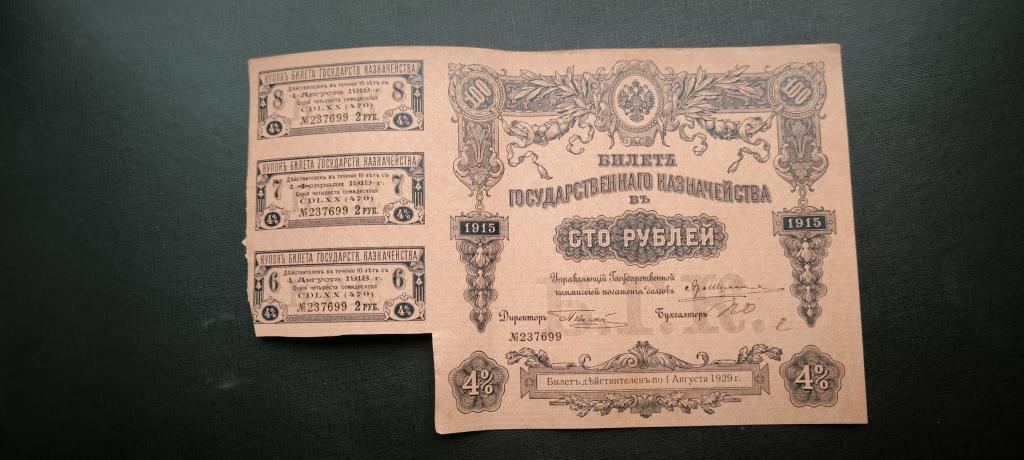 КУПОНЪ БИЛЕТА ГОСУДАРСТВ. КАЗНАЧЕЙСТВА
8 8
Дѣйствителенъ въ теченіе 10 лѣтъ съ
1 Августа 1919 г.
Серія четыреста семидесятая
CDLXX (470)
№237699 2 РУБ.
4% 4%
КУПОНЪ БИЛЕТА ГОСУДАРСТВ. КАЗНАЧЕЙСТВА
7 7
Дѣйствителенъ въ теченіе 10 лѣтъ съ
1 Февраля 1919 г.
Серія четыреста семидесятая
CDLXX (470)
№237699 2 РУБ.
4% 4%
КУПОНЪ БИЛЕТА ГОСУДАРСТВ. КАЗНАЧЕЙСТВА
6 6
Дѣйствителенъ въ теченіе 10 лѣтъ съ
1 Августа 1918 г.
Серія четыреста семидесятая
CDLXX (470)
№237699 2 РУБ.
4% 4%
100 100
БИЛЕТЪ
ГОСУДАРСТВЕННАГО КАЗНАЧЕЙСТВА
ВЪ
1915 1915
СТО РУБЛЕЙ
Управляющій Государственной
коммиссіей погашенія долговъ
Директоръ Бухгалтеръ
№237699
4% 4%
Билетъ дѣйствителенъ по 1 Августа 1929 г.